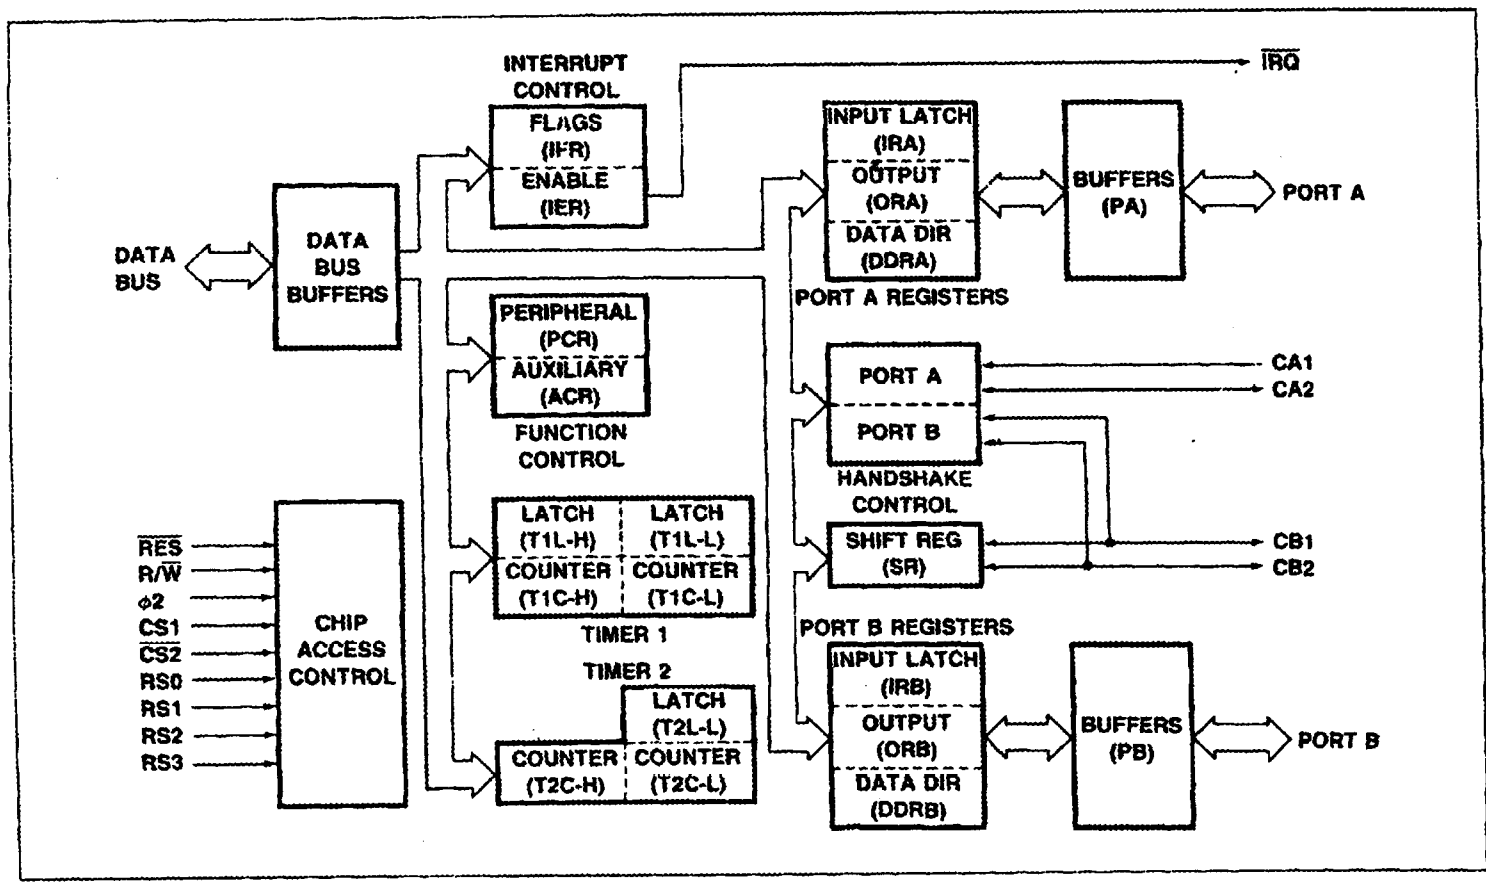 INTERRUPT
CONTROL
FLAGS
(IFR)
ENABLE
(IER)
I̅R̅Q̅
DATA
BUS
DATA
BUS
BUFFERS
PERIPHERAL
(PCR)
AUXILIARY
(ACR)
FUNCTION
CONTROL
INPUT LATCH
(IRA)
OUTPUT
(ORA)
DATA DIR
(DDRA)
PORT A REGISTERS
BUFFERS
(PA)
PORT A
PORT A
PORT B
HANDSHAKE
CONTROL
CA1
CA2
SHIFT REG
(SR)
CB1
CB2
R̅E̅S̅
R/W̅
ϕ2
CS1
C̅S̅2̅
RS0
RS1
RS2
RS3
CHIP
ACCESS
CONTROL
LATCH
(T1L-H)
LATCH
(T1L-L)
COUNTER
(T1C-H)
COUNTER
(T1C-L)
TIMER 1
TIMER 2
LATCH
(T2L-L)
COUNTER
(T2C-H)
COUNTER
(T2C-L)
PORT B REGISTERS
INPUT LATCH
(IRB)
OUTPUT
(ORB)
DATA DIR
(DDRB)
BUFFERS
(PB)
PORT B